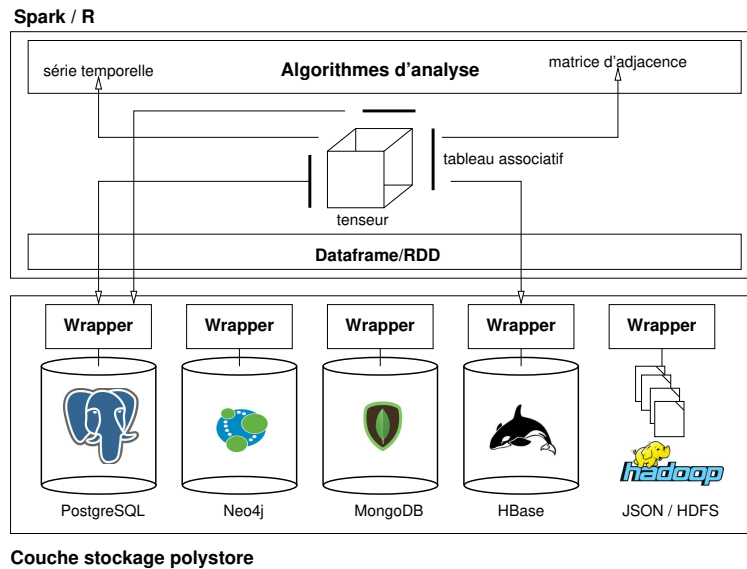 Spark / R
Algorithmes d'analyse
série temporelle
matrice d'adjacence
tableau associatif
tenseur
Dataframe/RDD
Wrapper
Wrapper
Wrapper
Wrapper
Wrapper
hadoop
PostgreSQL
Neo4j
MongoDB
HBase
JSON / HDFS
Couche stockage polystore